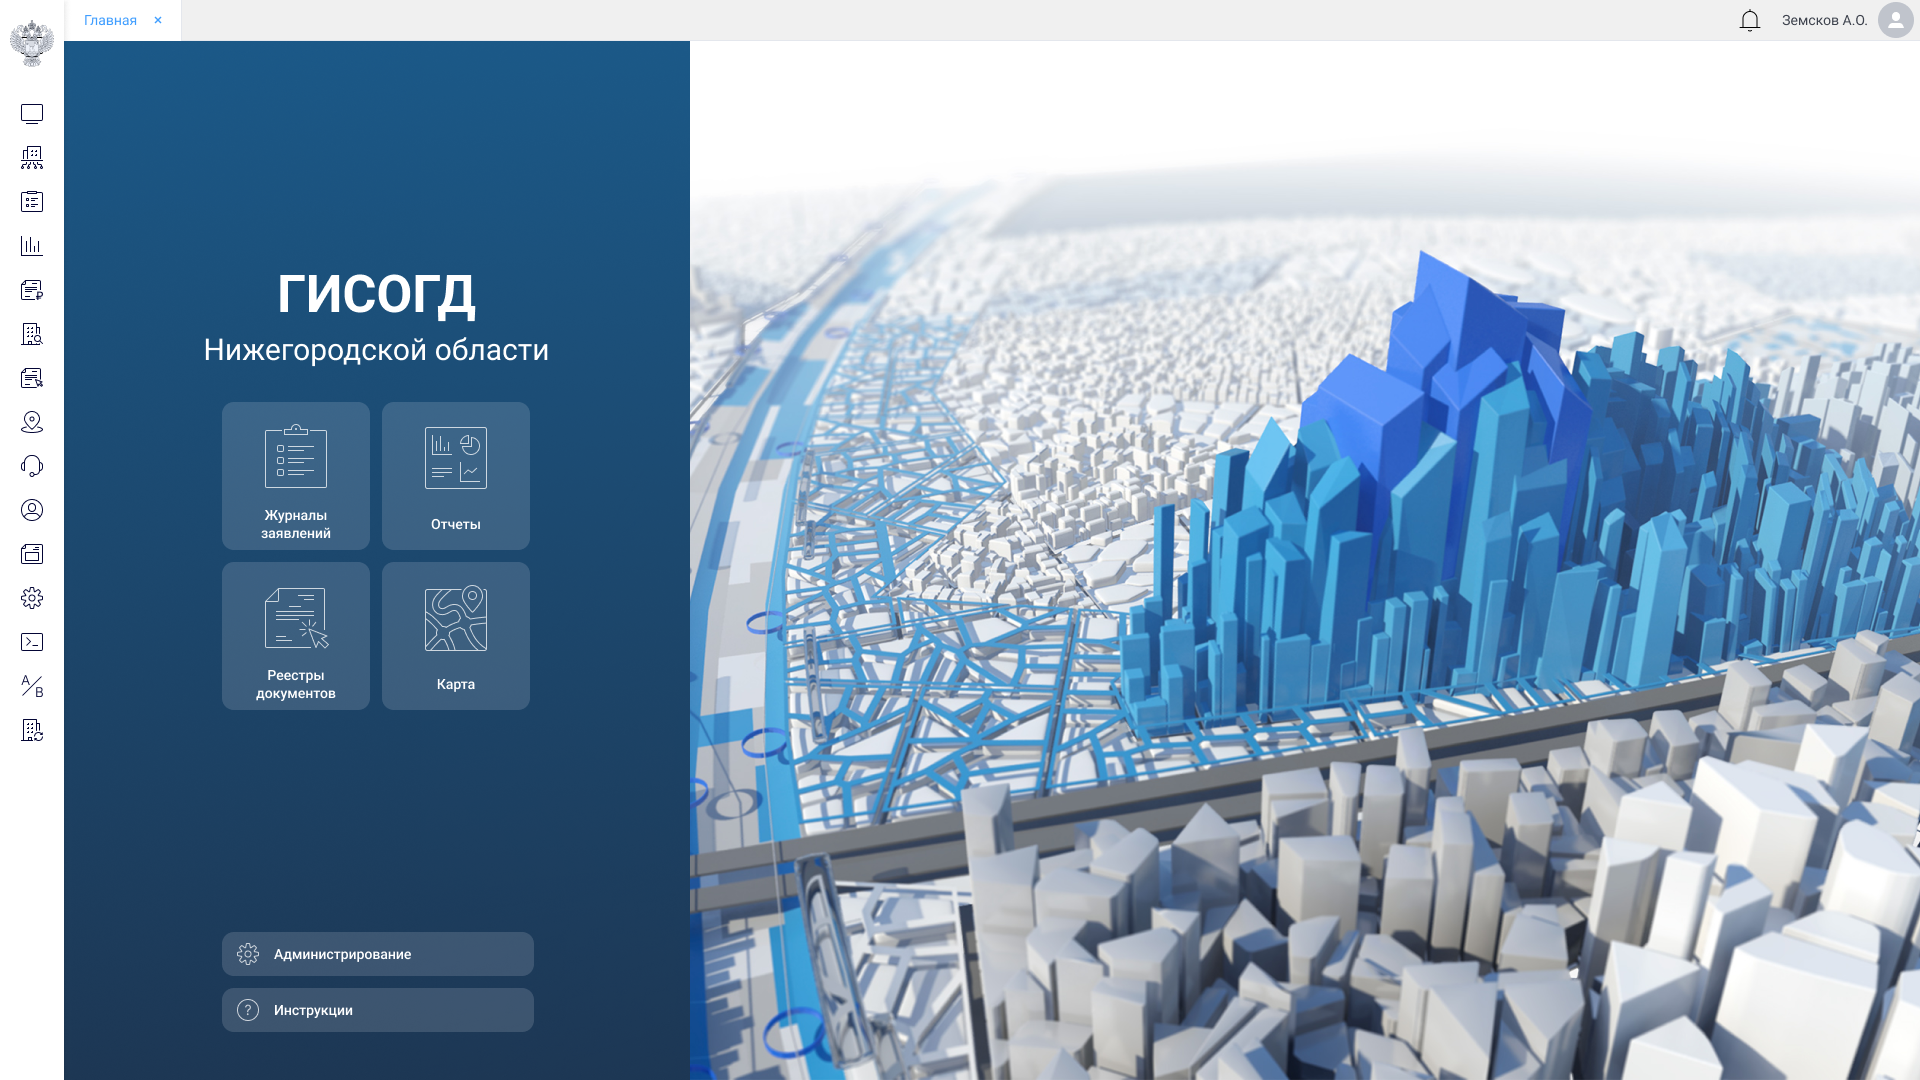 Главная
Земсков А.О.
ГИСОГД
Нижегородской области
Журналы
заявлений
Отчеты
Реестры
документов
Карта
Администрирование
Инструкции